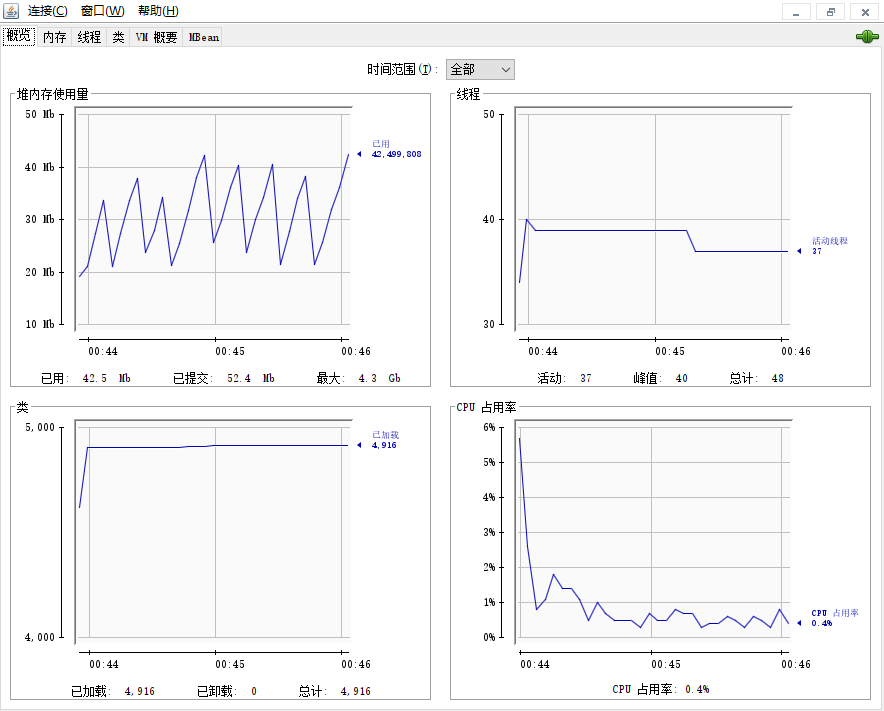 连接(C) 窗口(W) 帮助(H)
概览 内存 线程 类 VM 概要 MBean
时间范围(I): 全部
堆内存使用量
50 Mb
40 Mb
30 Mb
20 Mb
10 Mb
已用
42,499,808
00:44 00:45 00:46
已用: 42.5 Mb 已提交: 52.4 Mb 最大: 4.3 Gb
线程
50
40
30
活动线程
37
00:44 00:45 00:46
活动: 37 峰值: 40 总计: 48
类
5,000
4,000
已加载
4,916
00:44 00:45 00:46
已加载: 4,916 已卸载: 0 总计: 4,916
CPU 占用率
6%
5%
4%
3%
2%
1%
0%
CPU 占用率
0.4%
00:44 00:45 00:46
CPU 占用率: 0.4%